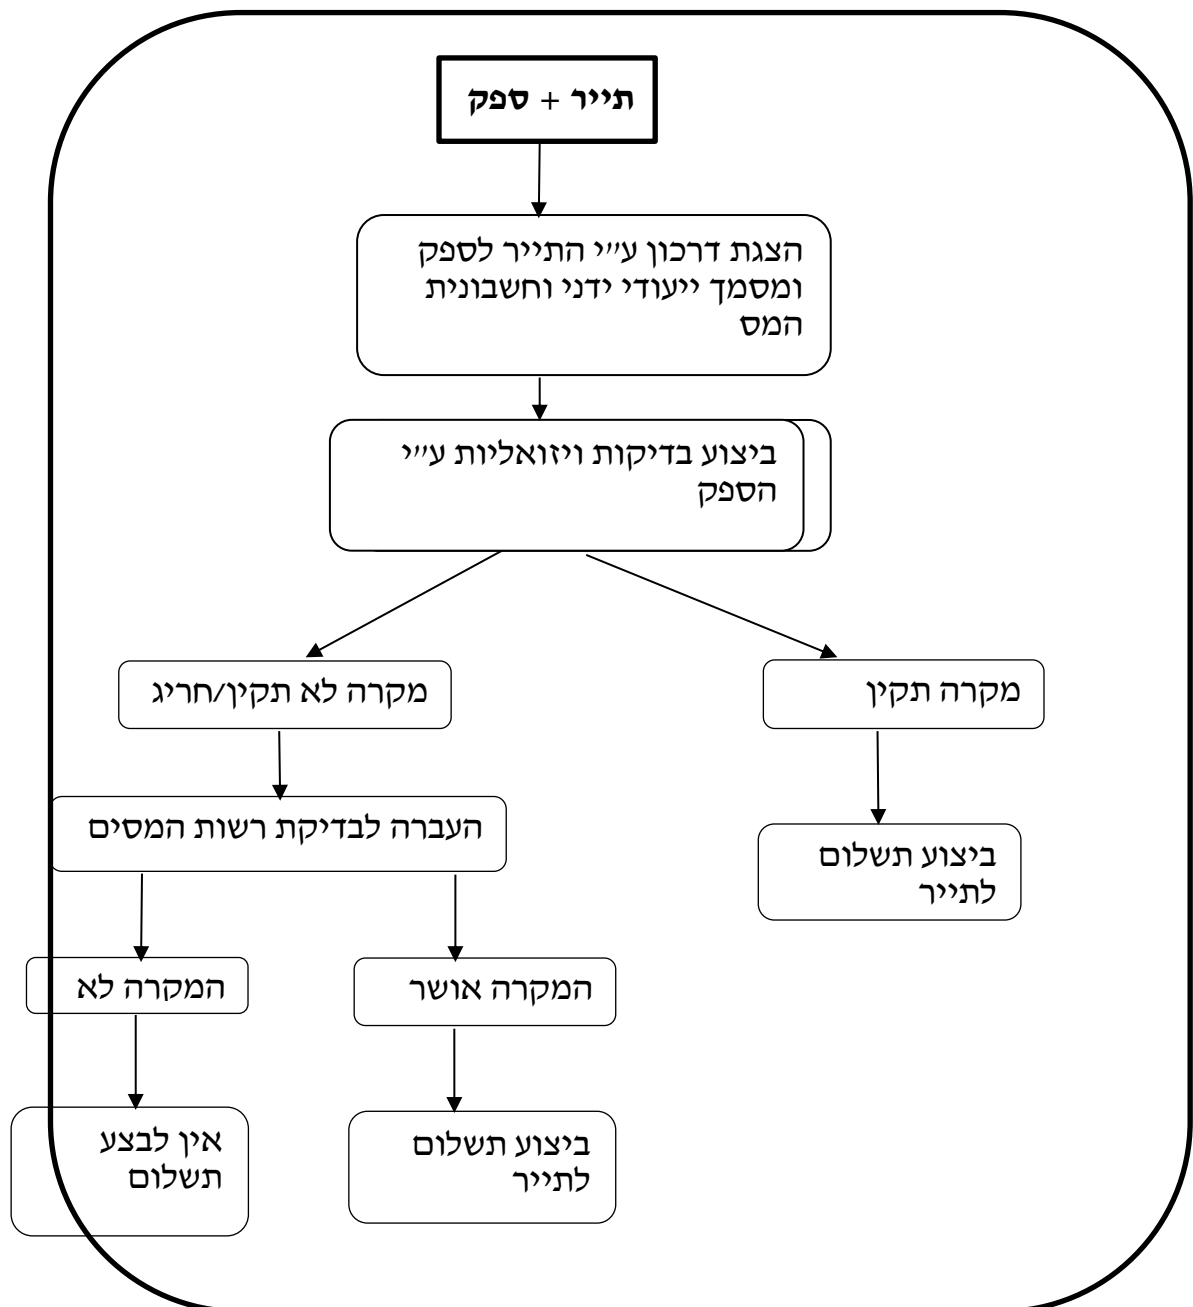 תייר + ספק
הצגת דרכון ע״י התייר לספק
ומסמך ייעודי ידני וחשבונית
המס
ביצוע בדיקות ויזואליות ע״י
הספק
מקרה תקין
מקרה לא תקין/חריג
ביצוע תשלום
לתייר
העברה לבדיקת רשות המסים
המקרה אושר
המקרה לא
ביצוע תשלום
לתייר
אין לבצע
תשלום